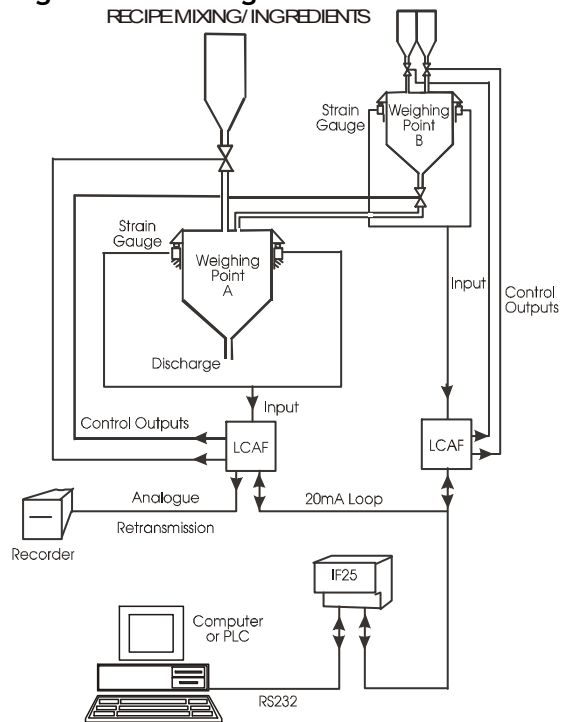 RECIPE MIXING/ INGREDIENTS
Strain
Gauge
Weighing
Point
B
Strain
Gauge
Weighing
Point
A
Input
Control
Outputs
Discharge
Input
Control Outputs
LCAF
LCAF
Analogue
20mA Loop
Retransmission
Recorder
IF25
Computer
or PLC
RS232